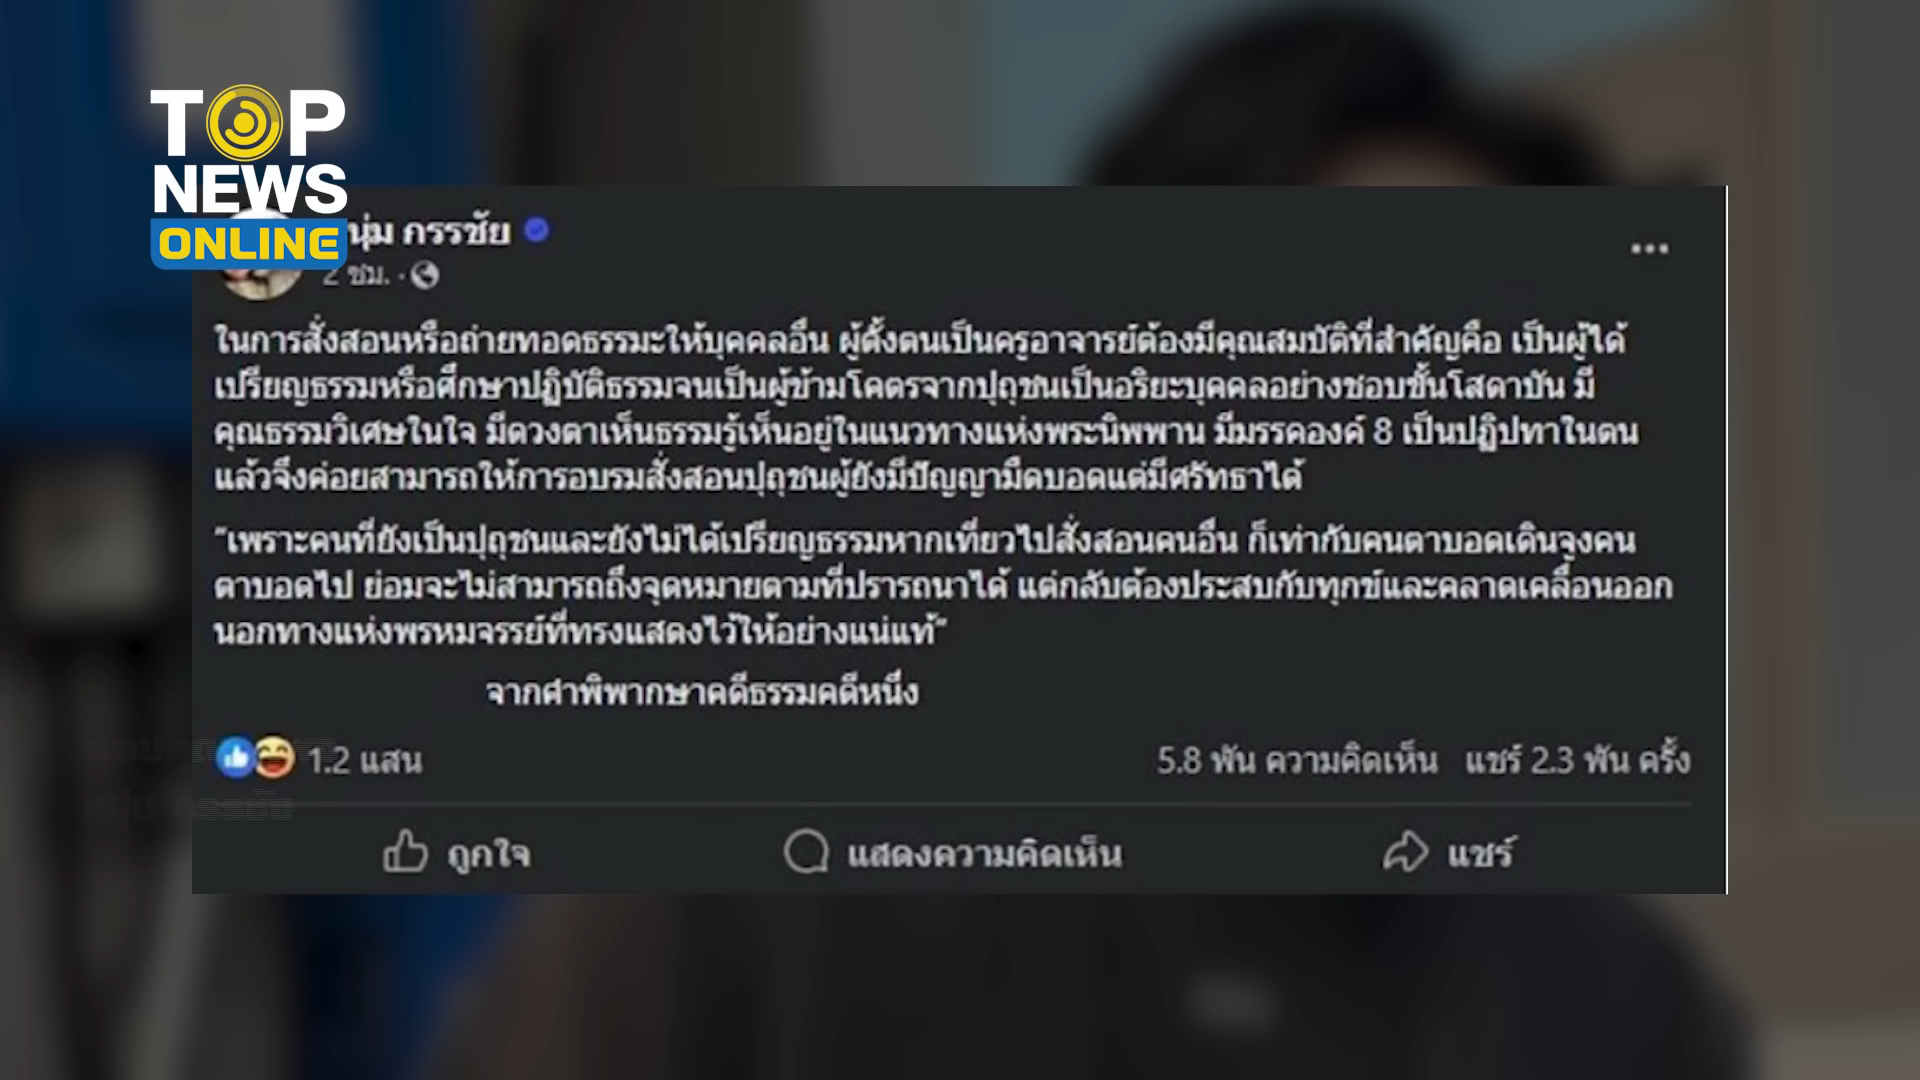 TOP
NEWS
ONLINE
นุ่ม กรรชัย
2 ชม.
ในการสั่งสอนหรือถ่ายทอดธรรมะให้บุคคลอื่น ผู้ตั้งตนเป็นครูอาจารย์ต้องมีคุณสมบัติที่สำคัญคือ เป็นผู้ได้
เปรียญธรรมหรือศึกษาปฏิบัติธรรมจนเป็นผู้ข้ามโคตรจากปุถุชนเป็นอริยะบุคคลอย่างชอบขั้นโสดาบัน มี
คุณธรรมวิเศษในใจ มีดวงตาเห็นธรรมรู้เห็นอยู่ในแนวทางแห่งพระนิพพาน มีมรรคองค์ 8 เป็นปฏิปทาในตน
แล้วจึงค่อยสามารถให้การอบรมสั่งสอนปุถุชนผู้ยังมีปัญญามืดบอดแต่มีศรัทธาได้
"เพราะคนที่ยังเป็นปุถุชนและยังไม่ได้เปรียญธรรมหากเที่ยวไปสั่งสอนคนอื่น ก็เท่ากับคนตาบอดเดินจูงคน
ตาบอดไป ย่อมจะไม่สามารถถึงจุดหมายตามที่ปรารถนาได้ แต่กลับต้องประสบกับทุกข์และคลาดเคลื่อนออก
นอกทางแห่งพรหมจรรย์ที่ทรงแสดงไว้ให้อย่างแน่แท้"
จากคำพิพากษาคดีธรรมคดีหนึ่ง
1.2 แสน
5.8 พัน ความคิดเห็น แชร์ 2.3 พัน ครั้ง
ถูกใจ
แสดงความคิดเห็น
แชร์